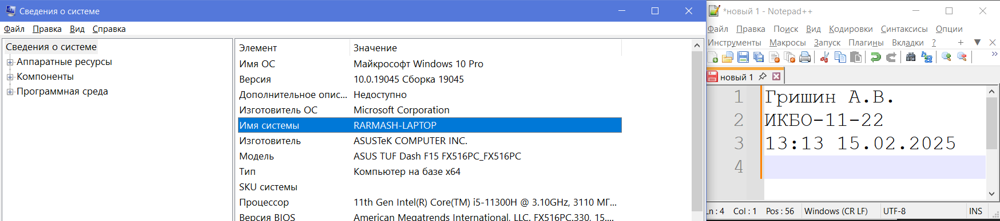 Сведения о системе
Файл Правка Вид Справка
Сведения о системе
Аппаратные ресурсы
Компоненты
Программная среда
Элемент Значение
Имя ОС Майкрософт Windows 10 Pro
Версия 10.0.19045 Сборка 19045
Дополнительное опис... Недоступно
Изготовитель ОС Microsoft Corporation
Имя системы RARMASH-LAPTOP
Изготовитель ASUSTeK COMPUTER INC.
Модель ASUS TUF Dash F15 FX516PC_FX516PC
Тип Компьютер на базе x64
SKU системы
Процессор 11th Gen Intel(R) Core(TM) i5-11300H @ 3.10GHz, 3110 МГ...
Версия BIOS American Megatrends International, LLC. FX516PC.330, 15....
*новый 1 - Notepad++
Файл Правка Поиск Вид Кодировки Синтаксисы Опции
Инструменты Макросы Запуск Плагины Вкладки ? + ▼ X
новый 1
1 Гришин А.В.
2 ИКБО-11-22
3 13:13 15.02.2025
4
Ln : 4 Col : 1 Pos : 56 Windows (CR LF) UTF-8 INS